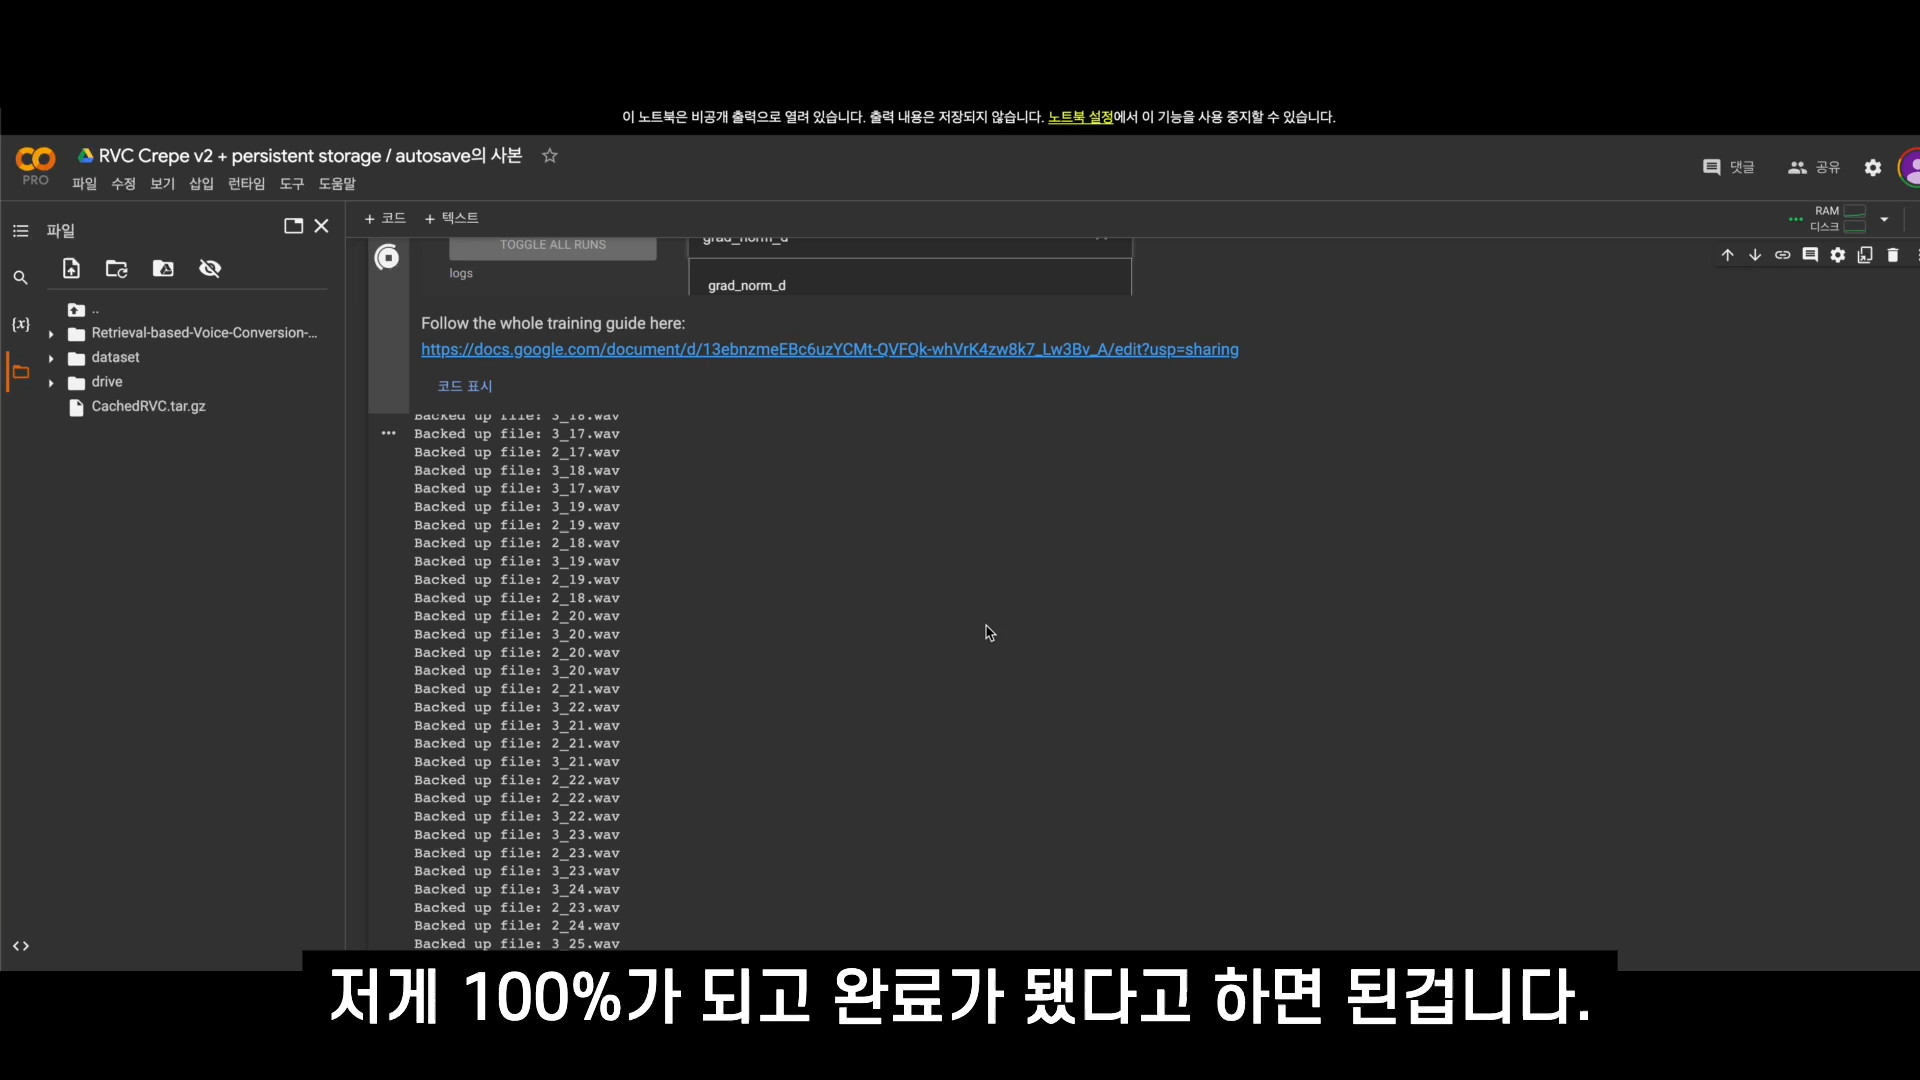 이 노트북은 비공개 출력으로 열려 있습니다. 출력 내용은 저장되지 않습니다. 노트북 설정에서 이 기능을 사용 중지할 수 있습니다.
RVC Crepe v2 + persistent storage / autosave의 사본
PRO
파일 수정 보기 삽입 런타임 도구 도움말
댓글 공유
파일
+ 코드 + 텍스트
RAM
디스크
TOGGLE ALL RUNS
grad_norm_d
logs
grad_norm_d
..
Retrieval-based-Voice-Conversion-...
dataset
drive
CachedRVC.tar.gz
{x}
Follow the whole training guide here:
https://docs.google.com/document/d/13ebnzmeEBc6uzYCMt-QVFQk-whVrK4zw8k7_Lw3Bv_A/edit?usp=sharing
코드 표시
Backed up file: 3_18.wav
Backed up file: 3_17.wav
Backed up file: 2_17.wav
Backed up file: 3_18.wav
Backed up file: 3_17.wav
Backed up file: 3_19.wav
Backed up file: 2_19.wav
Backed up file: 2_18.wav
Backed up file: 3_19.wav
Backed up file: 2_19.wav
Backed up file: 2_18.wav
Backed up file: 2_20.wav
Backed up file: 3_20.wav
Backed up file: 2_20.wav
Backed up file: 3_20.wav
Backed up file: 2_21.wav
Backed up file: 3_22.wav
Backed up file: 3_21.wav
Backed up file: 2_21.wav
Backed up file: 3_21.wav
Backed up file: 2_22.wav
Backed up file: 2_22.wav
Backed up file: 3_22.wav
Backed up file: 3_23.wav
Backed up file: 2_23.wav
Backed up file: 3_23.wav
Backed up file: 3_24.wav
Backed up file: 2_23.wav
Backed up file: 2_24.wav
Backed up file: 3_25.wav
저게 100%가 되고 완료가 됐다고 하면 된겁니다.